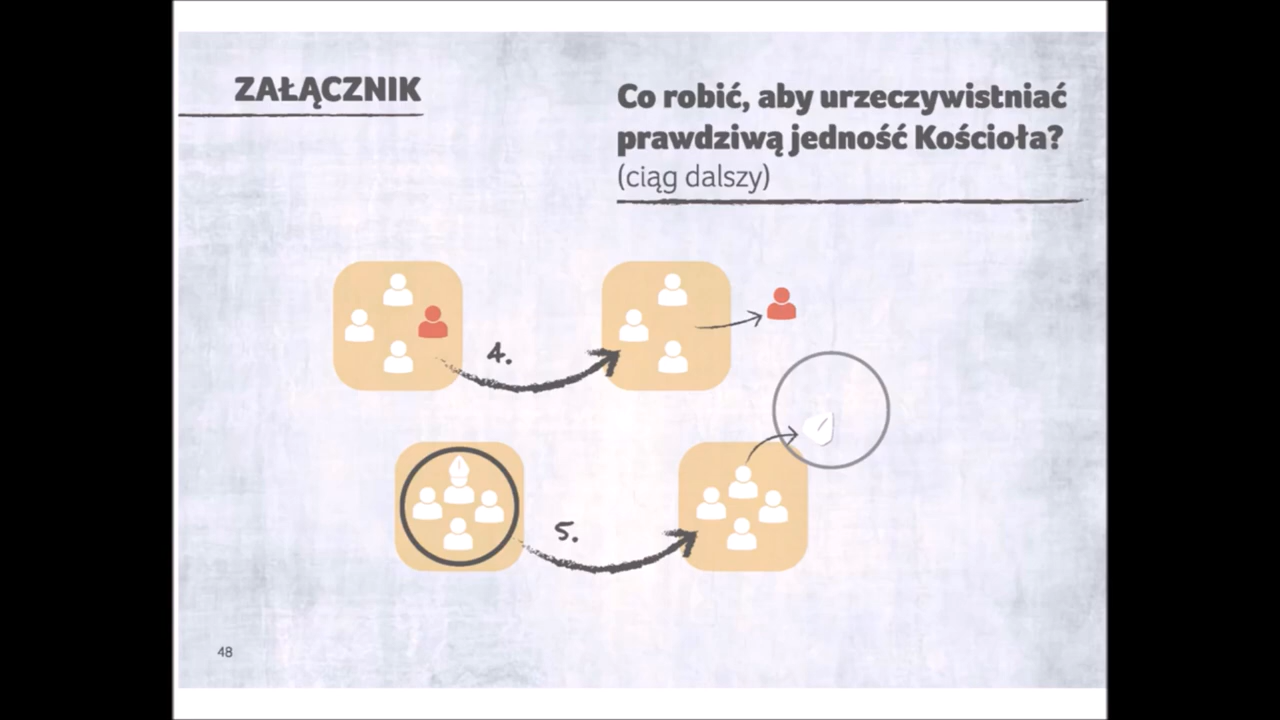 ZAŁĄCZNIK
Co robić, aby urzeczywistniać
prawdziwą jedność Kościoła?
(ciąg dalszy)
4.
5.
48